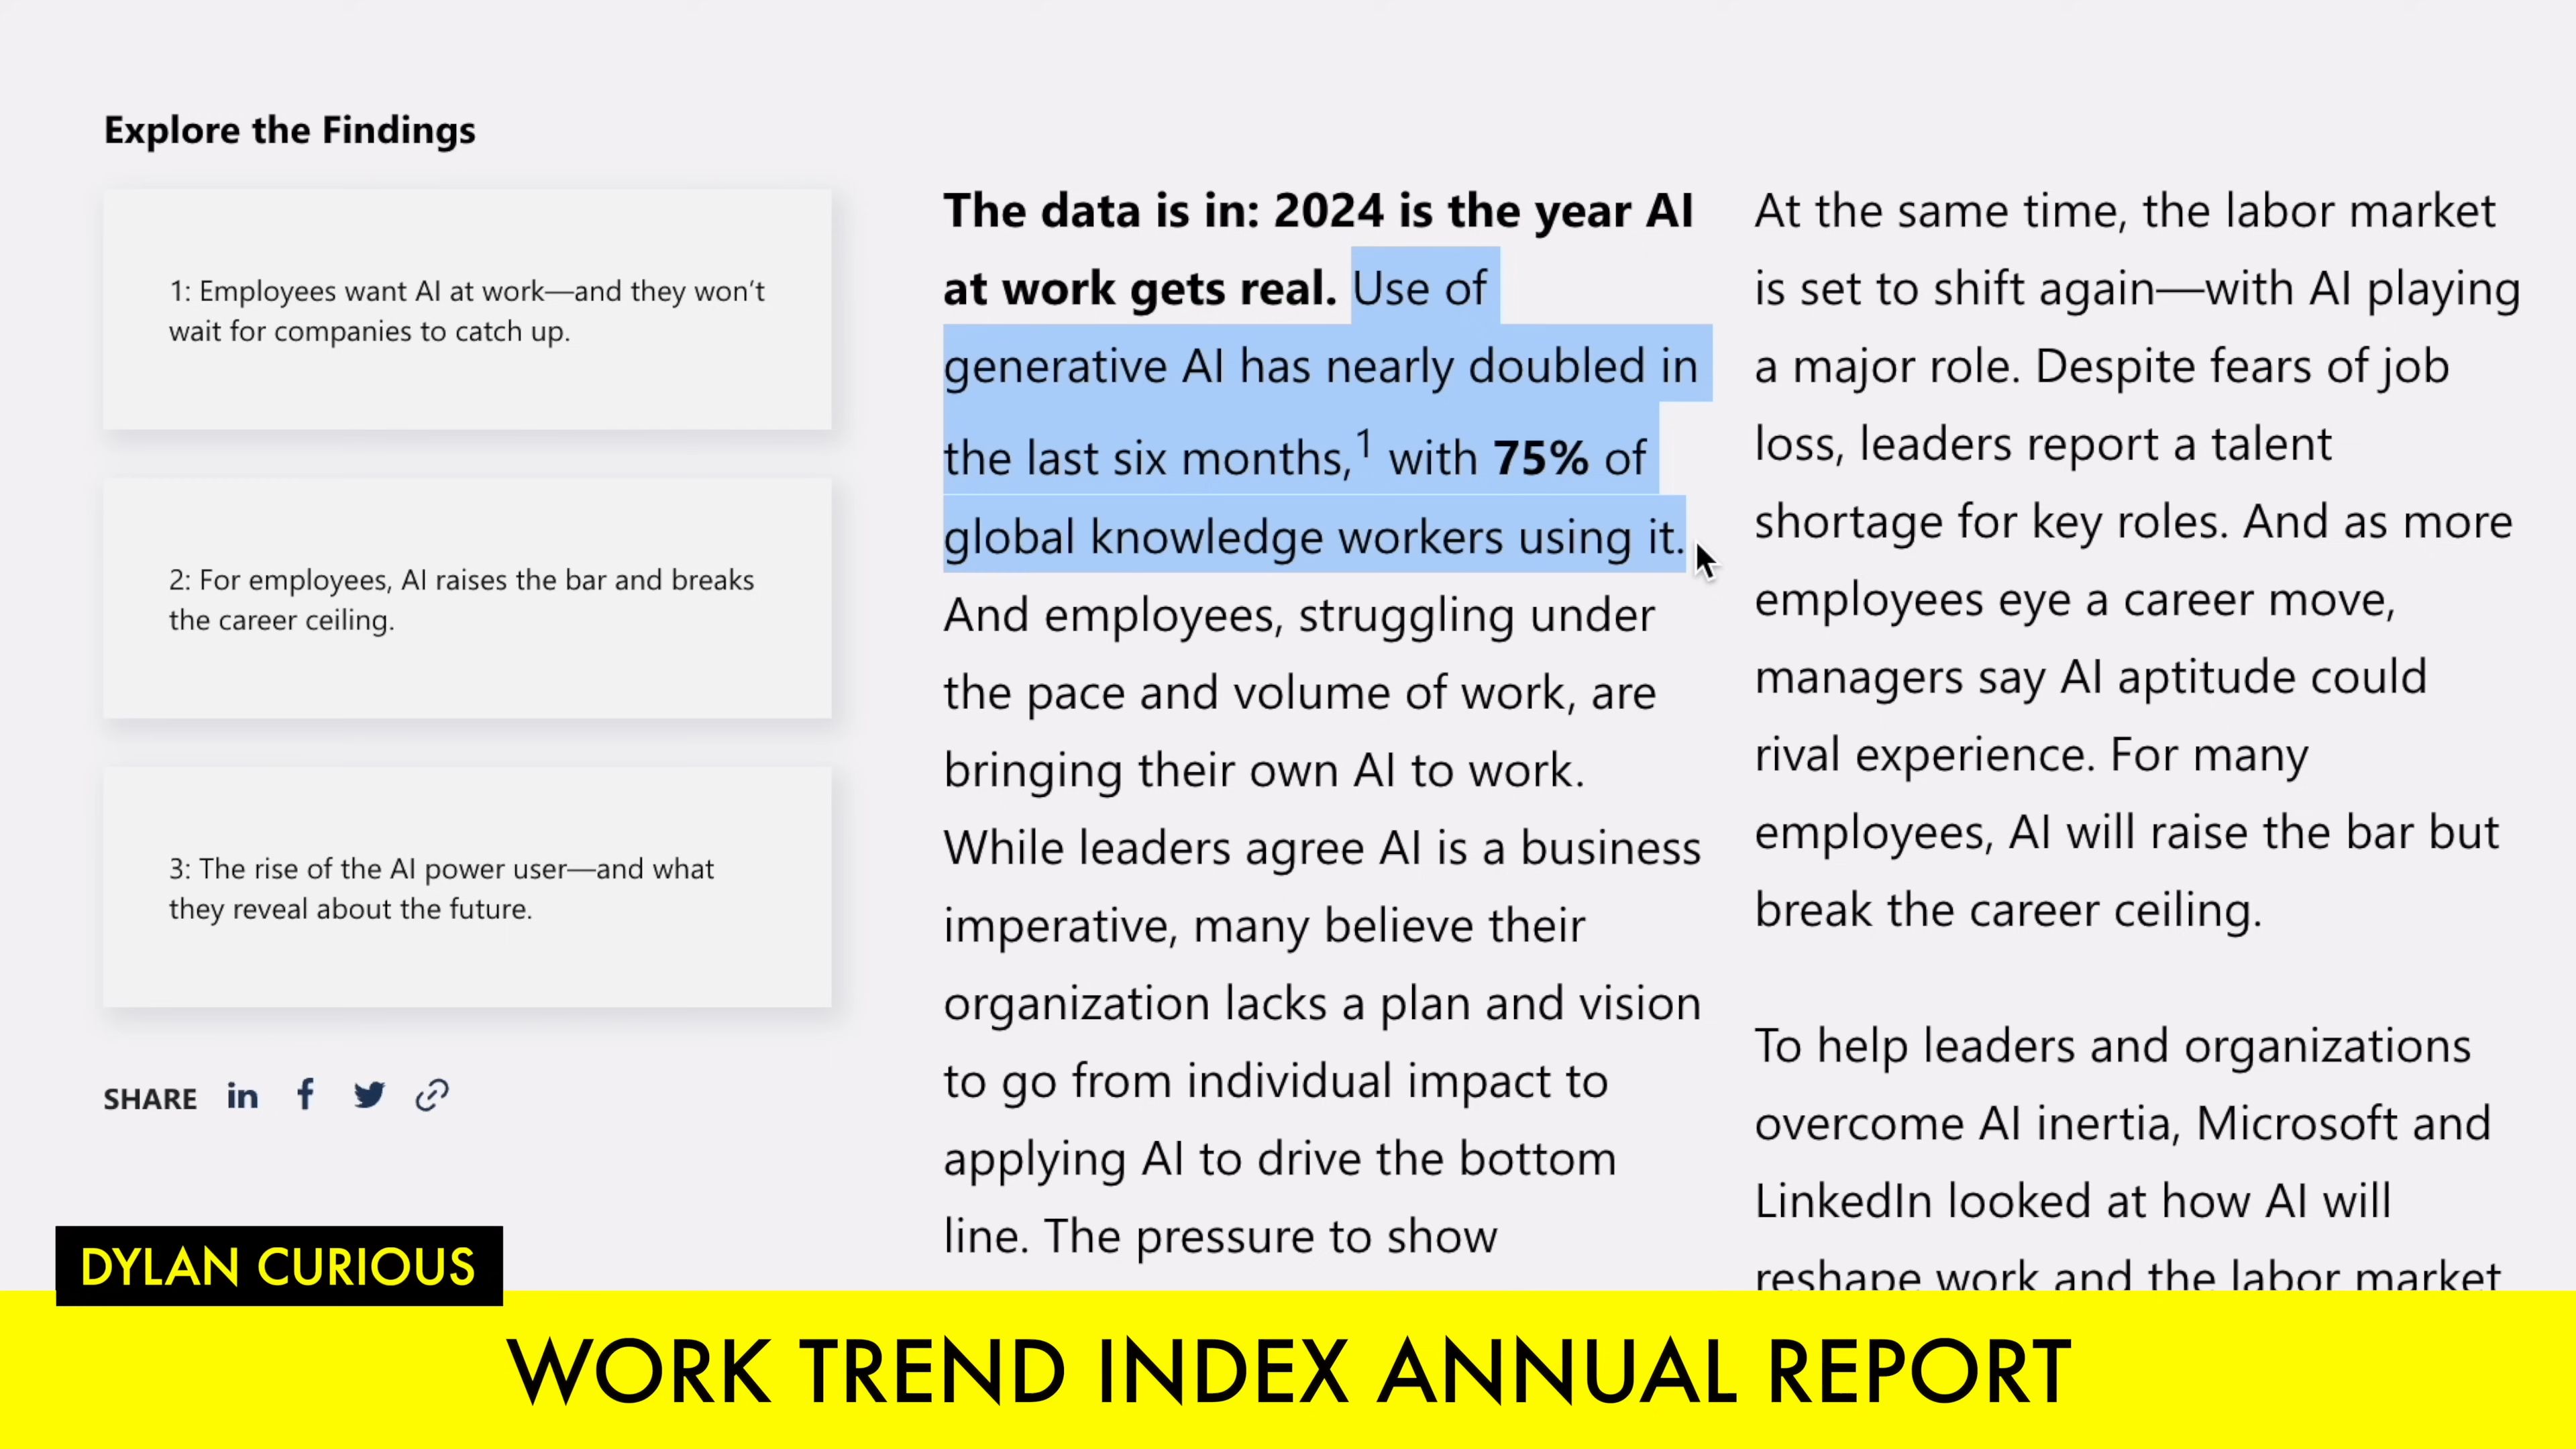 Explore the Findings
1: Employees want AI at work—and they won't
wait for companies to catch up.
2: For employees, AI raises the bar and breaks
the career ceiling.
3: The rise of the AI power user—and what
they reveal about the future.
SHARE
The data is in: 2024 is the year AI
at work gets real. Use of
generative AI has nearly doubled in
the last six months,¹ with 75% of
global knowledge workers using it.
And employees, struggling under
the pace and volume of work, are
bringing their own AI to work.
While leaders agree AI is a business
imperative, many believe their
organization lacks a plan and vision
to go from individual impact to
applying AI to drive the bottom
line. The pressure to show
At the same time, the labor market
is set to shift again—with AI playing
a major role. Despite fears of job
loss, leaders report a talent
shortage for key roles. And as more
employees eye a career move,
managers say AI aptitude could
rival experience. For many
employees, AI will raise the bar but
break the career ceiling.
To help leaders and organizations
overcome AI inertia, Microsoft and
LinkedIn looked at how AI will
reshape work and the labor market
DYLAN CURIOUS
WORK TREND INDEX ANNUAL REPORT